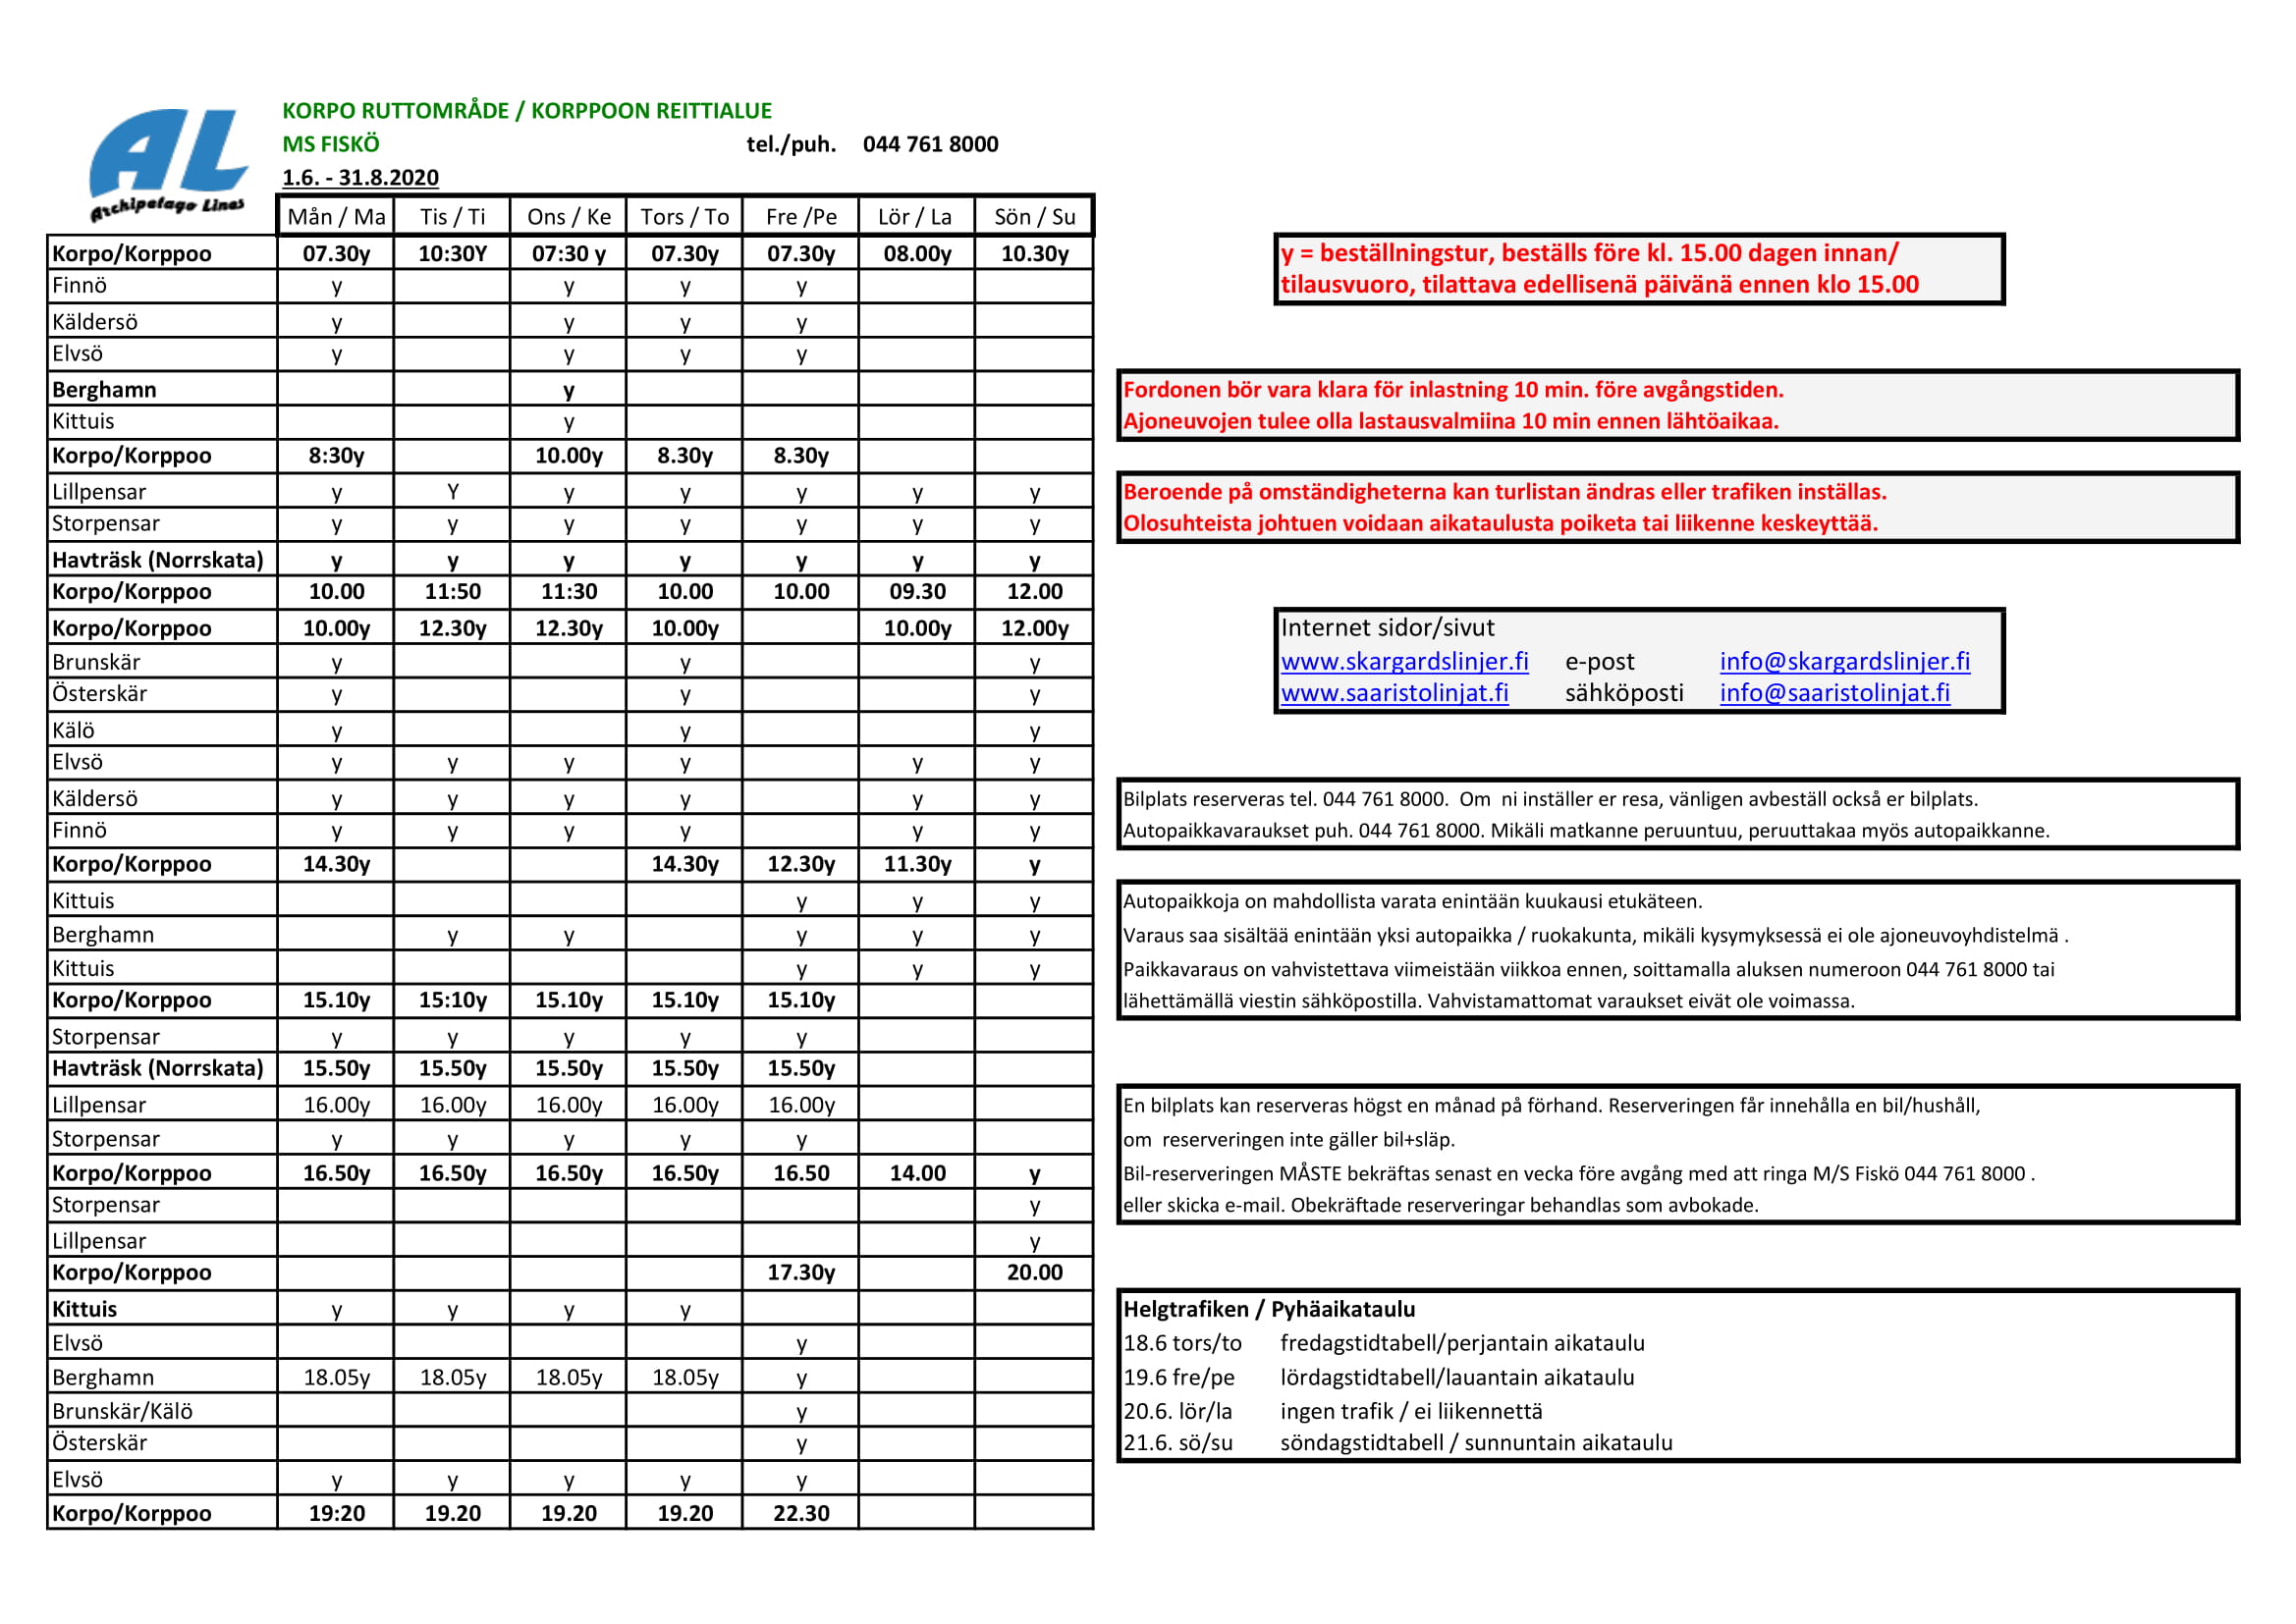 AL
Archipelago Lines
KORPO RUTTOMRÅDE / KORPPOON REITTIALUE
MS FISKÖ tel./puh. 044 761 8000
1.6. - 31.8.2020
Mån / Ma Tis / Ti Ons / Ke Tors / To Fre /Pe Lör / La Sön / Su
Korpo/Korppoo 07.30y 10:30Y 07:30 y 07.30y 07.30y 08.00y 10.30y
Finnö y y y y
Käldersö y y y y
Elvsö y y y y
Berghamn y
Kittuis y
Korpo/Korppoo 8:30y 10.00y 8.30y 8.30y
Lillpensar y Y y y y y y
Storpensar y y y y y y y
Havträsk (Norrskata) y y y y y y y
Korpo/Korppoo 10.00 11:50 11:30 10.00 10.00 09.30 12.00
Korpo/Korppoo 10.00y 12.30y 12.30y 10.00y 10.00y 12.00y
Brunskär y y y
Österskär y y y
Kälö y y y
Elvsö y y y y y y
Käldersö y y y y y y
Finnö y y y y y y
Korpo/Korppoo 14.30y 14.30y 12.30y 11.30y y
Kittuis y y y
Berghamn y y y y y
Kittuis y y y
Korpo/Korppoo 15.10y 15:10y 15.10y 15.10y 15.10y
Storpensar y y y y y
Havträsk (Norrskata) 15.50y 15.50y 15.50y 15.50y 15.50y
Lillpensar 16.00y 16.00y 16.00y 16.00y 16.00y
Storpensar y y y y y
Korpo/Korppoo 16.50y 16.50y 16.50y 16.50y 16.50 14.00 y
Storpensar y
Lillpensar y
Korpo/Korppoo 17.30y 20.00
Kittuis y y y y
Elvsö y
Berghamn 18.05y 18.05y 18.05y 18.05y y
Brunskär/Kälö y
Österskär y
Elvsö y y y y y
Korpo/Korppoo 19:20 19.20 19.20 19.20 22.30
y = beställningstur, beställs före kl. 15.00 dagen innan/
tilausvuoro, tilattava edellisenä päivänä ennen klo 15.00
Fordonen bör vara klara för inlastning 10 min. före avgångstiden.
Ajoneuvojen tulee olla lastausvalmiina 10 min ennen lähtöaikaa.
Beroende på omständigheterna kan turlistan ändras eller trafiken inställas.
Olosuhteista johtuen voidaan aikataulusta poiketa tai liikenne keskeyttää.
Internet sidor/sivut
www.skargardslinjer.fi e-post info@skargardslinjer.fi
www.saaristolinjat.fi sähköposti info@saaristolinjat.fi
Bilplats reserveras tel. 044 761 8000. Om ni inställer er resa, vänligen avbeställ också er bilplats.
Autopaikkavaraukset puh. 044 761 8000. Mikäli matkanne peruuntuu, peruuttakaa myös autopaikkanne.
Autopaikkoja on mahdollista varata enintään kuukausi etukäteen.
Varaus saa sisältää enintään yksi autopaikka / ruokakunta, mikäli kysymyksessä ei ole ajoneuvoyhdistelmä .
Paikkavaraus on vahvistettava viimeistään viikkoa ennen, soittamalla aluksen numeroon 044 761 8000 tai
lähettämällä viestin sähköpostilla. Vahvistamattomat varaukset eivät ole voimassa.
En bilplats kan reserveras högst en månad på förhand. Reserveringen får innehålla en bil/hushåll,
om reserveringen inte gäller bil+släp.
Bil-reserveringen MÅSTE bekräftas senast en vecka före avgång med att ringa M/S Fiskö 044 761 8000 .
eller skicka e-mail. Obekräftade reserveringar behandlas som avbokade.
Helgtrafiken / Pyhäaikataulu
18.6 tors/to fredagstidtabell/perjantain aikataulu
19.6 fre/pe lördagstidtabell/lauantain aikataulu
20.6. lör/la ingen trafik / ei liikennettä
21.6. sö/su söndagstidtabell / sunnuntain aikataulu